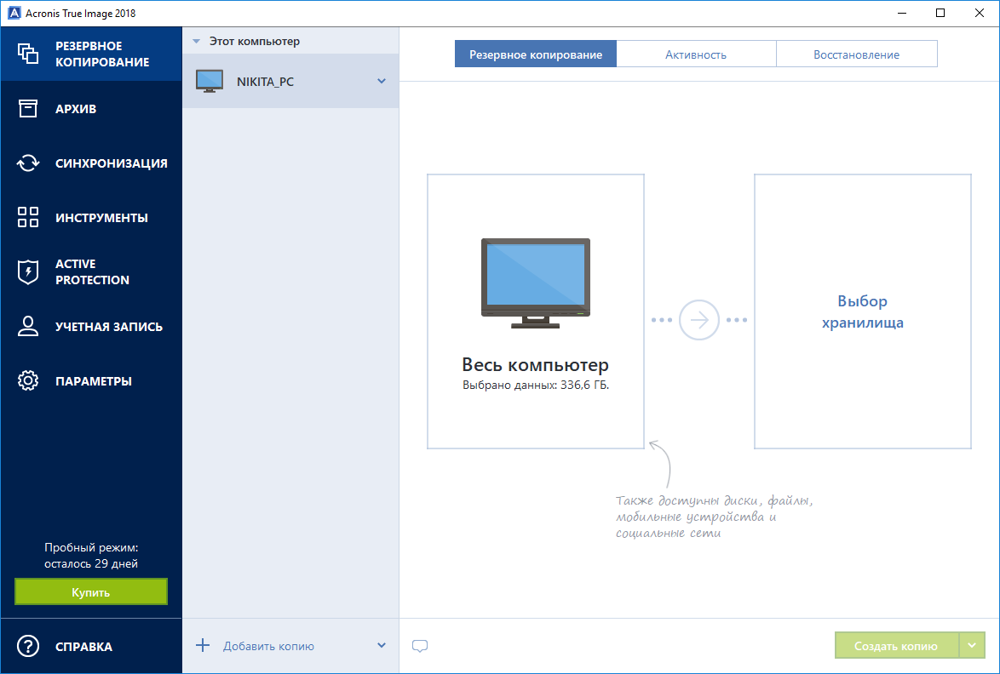 Acronis True Image 2018
РЕЗЕРВНОЕ
КОПИРОВАНИЕ
АРХИВ
СИНХРОНИЗАЦИЯ
ИНСТРУМЕНТЫ
ACTIVE
PROTECTION
УЧЕТНАЯ ЗАПИСЬ
ПАРАМЕТРЫ
Пробный режим:
осталось 29 дней
Купить
СПРАВКА
Этот компьютер
NIKITA_PC
Добавить копию
Резервное копирование
Активность
Восстановление
Весь компьютер
Выбрано данных: 336,6 ГБ.
Выбор
хранилища
Также доступны диски, файлы,
мобильные устройства и
социальные сети
Создать копию